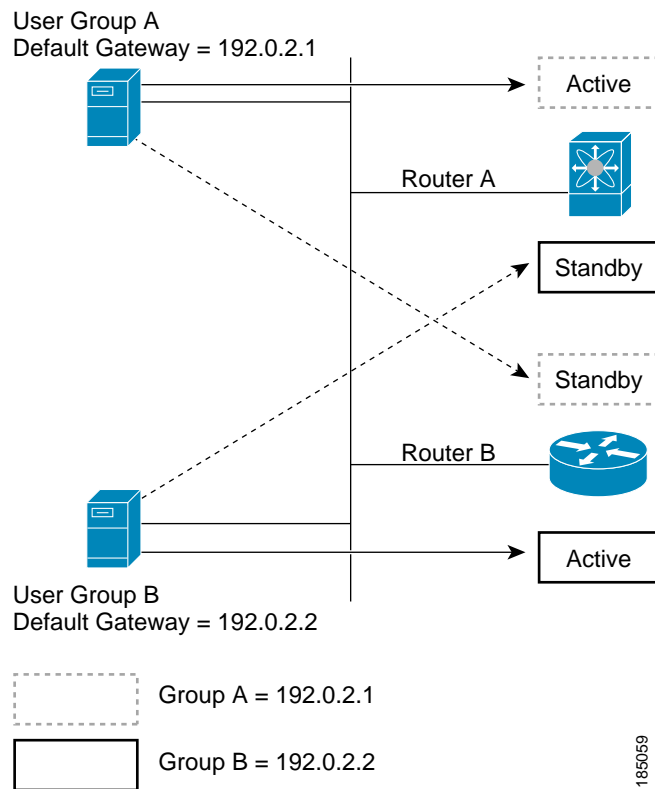 User Group A
Default Gateway = 192.0.2.1
Active
Router A
Standby
Standby
Router B
Active
User Group B
Default Gateway = 192.0.2.2
Group A = 192.0.2.1
Group B = 192.0.2.2
185059